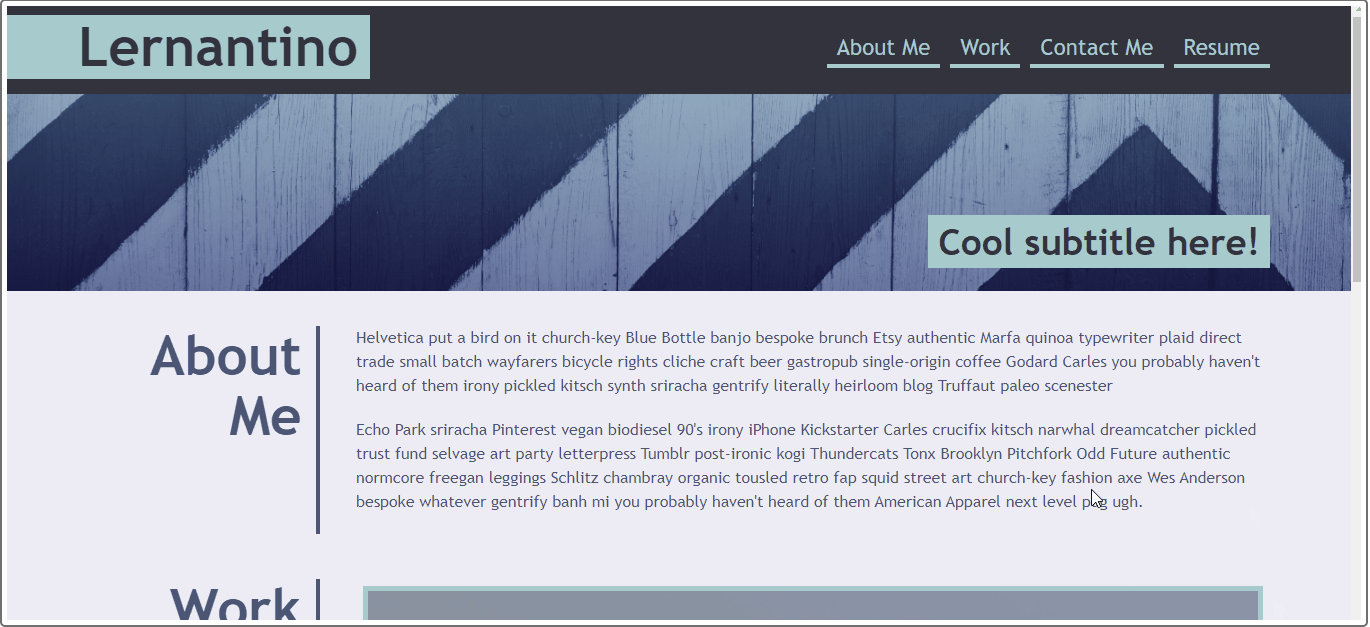 Lernantino
About Me
Work
Contact Me
Resume
Cool subtitle here!
About
Me
Helvetica put a bird on it church-key Blue Bottle banjo bespoke brunch Etsy authentic Marfa quinoa typewriter plaid direct
trade small batch wayfarers bicycle rights cliche craft beer gastropub single-origin coffee Godard Carles you probably haven't
heard of them irony pickled kitsch synth sriracha gentrify literally heirloom blog Truffaut paleo scenester
Echo Park sriracha Pinterest vegan biodiesel 90's irony iPhone Kickstarter Carles crucifix kitsch narwhal dreamcatcher pickled
trust fund selvage art party letterpress Tumblr post-ironic kogi Thundercats Tonx Brooklyn Pitchfork Odd Future authentic
normcore freegan leggings Schlitz chambray organic tousled retro fap squid street art church-key fashion axe Wes Anderson
bespoke whatever gentrify banh mi you probably haven't heard of them American Apparel next level pug ugh.
Work